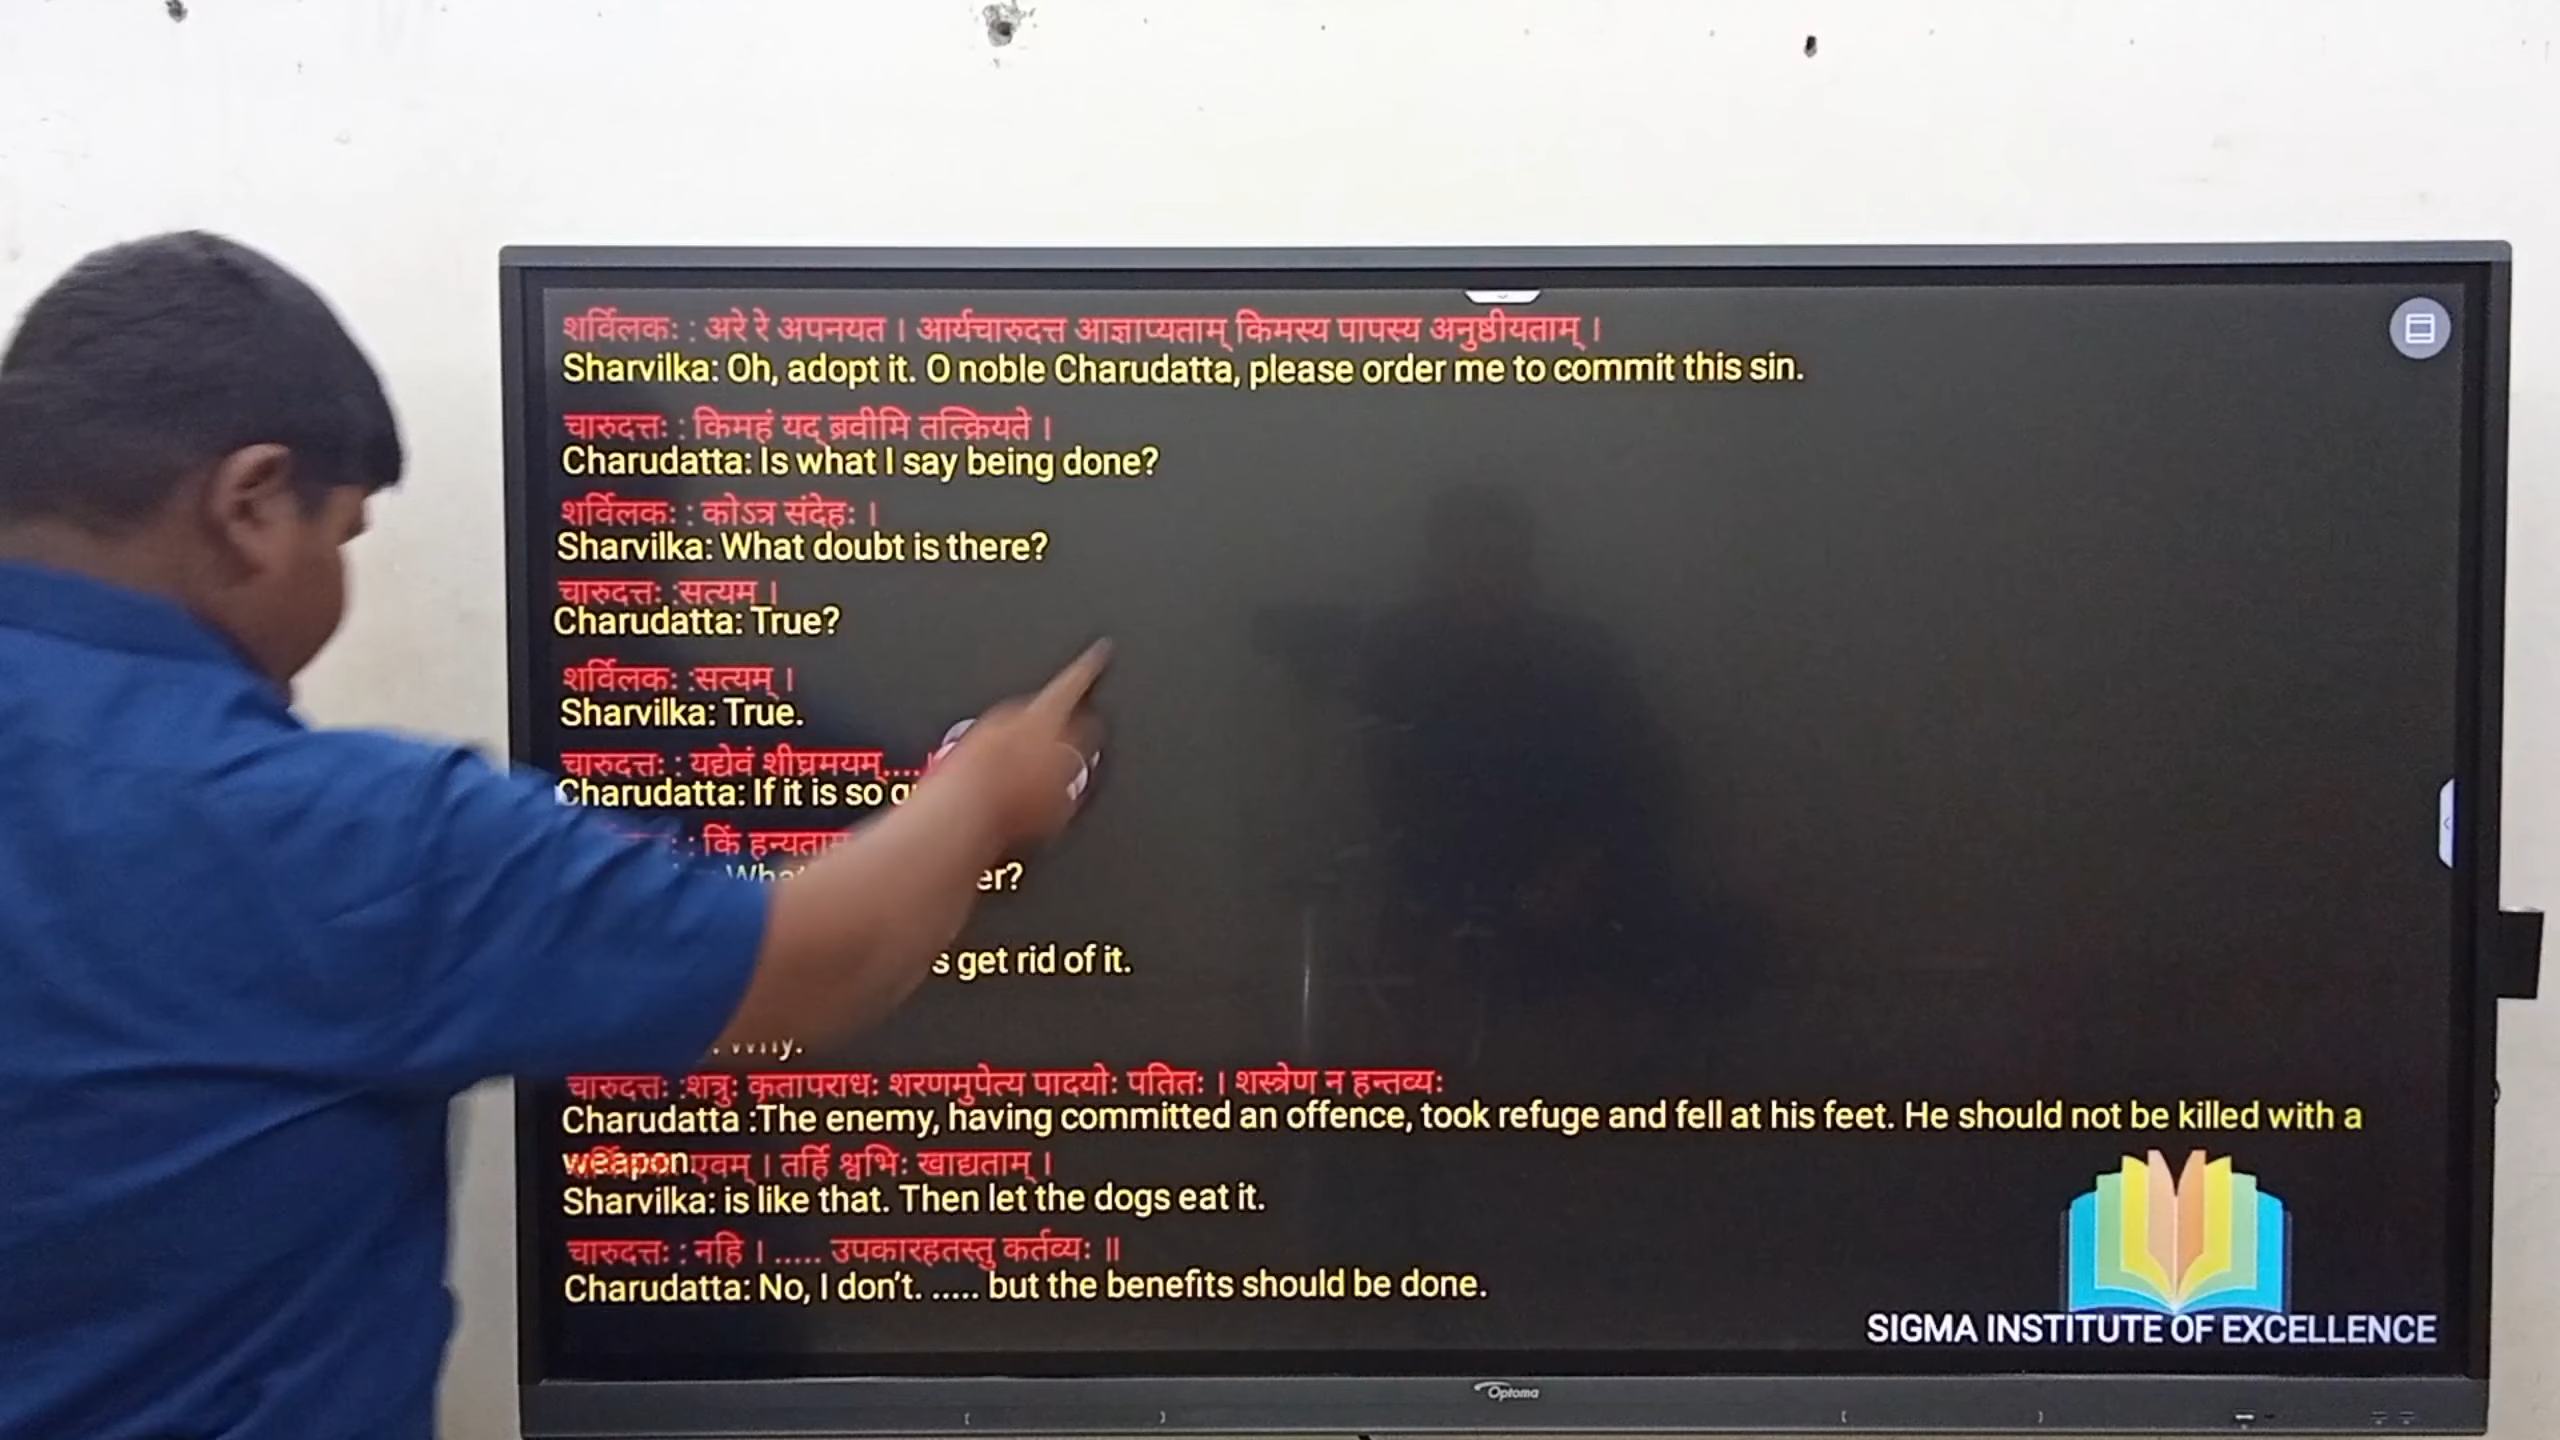 शर्विलकः : अरे रे अपनयत । आर्यचारुदत्त आज्ञाप्यताम् किमस्य पापस्य अनुष्ठीयताम् ।
Sharvilka: Oh, adopt it. O noble Charudatta, please order me to commit this sin.
चारुदत्तः : किमहं यद् ब्रवीमि तत्क्रियते ।
Charudatta: Is what I say being done?
शर्विलकः : कोऽत्र संदेहः ।
Sharvilka: What doubt is there?
चारुदत्तः :सत्यम् ।
Charudatta: True?
शर्विलकः :सत्यम् ।
Sharvilka: True.
चारुदत्तः : यद्येवं शीघ्रमयम्....।
Charudatta: If it is so
: किं
get rid of it.
चारुदत्तः :शत्रुः कृतापराधः शरणमुपेत्य पादयोः पतितः । शस्त्रेण न हन्तव्यः
Charudatta :The enemy, having committed an offence, took refuge and fell at his feet. He should not be killed with a
weapon. एवम् । तर्हि श्वभिः खाद्यताम् ।
Sharvilka: is like that. Then let the dogs eat it.
चारुदत्तः : नहि । ..... उपकारहतस्तु कर्तव्यः ॥
Charudatta: No, I don't. ..... but the benefits should be done.
SIGMA INSTITUTE OF EXCELLENCE
Optoma